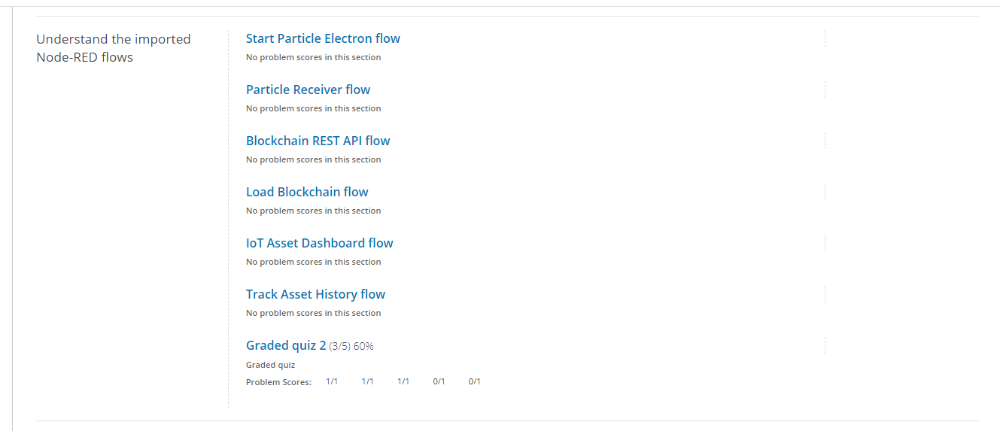 Understand the imported
Node-RED flows
Start Particle Electron flow
No problem scores in this section
Particle Receiver flow
No problem scores in this section
Blockchain REST API flow
No problem scores in this section
Load Blockchain flow
No problem scores in this section
IoT Asset Dashboard flow
No problem scores in this section
Track Asset History flow
No problem scores in this section
Graded quiz 2 (3/5) 60%
Graded quiz
Problem Scores: 1/1 1/1 1/1 0/1 0/1